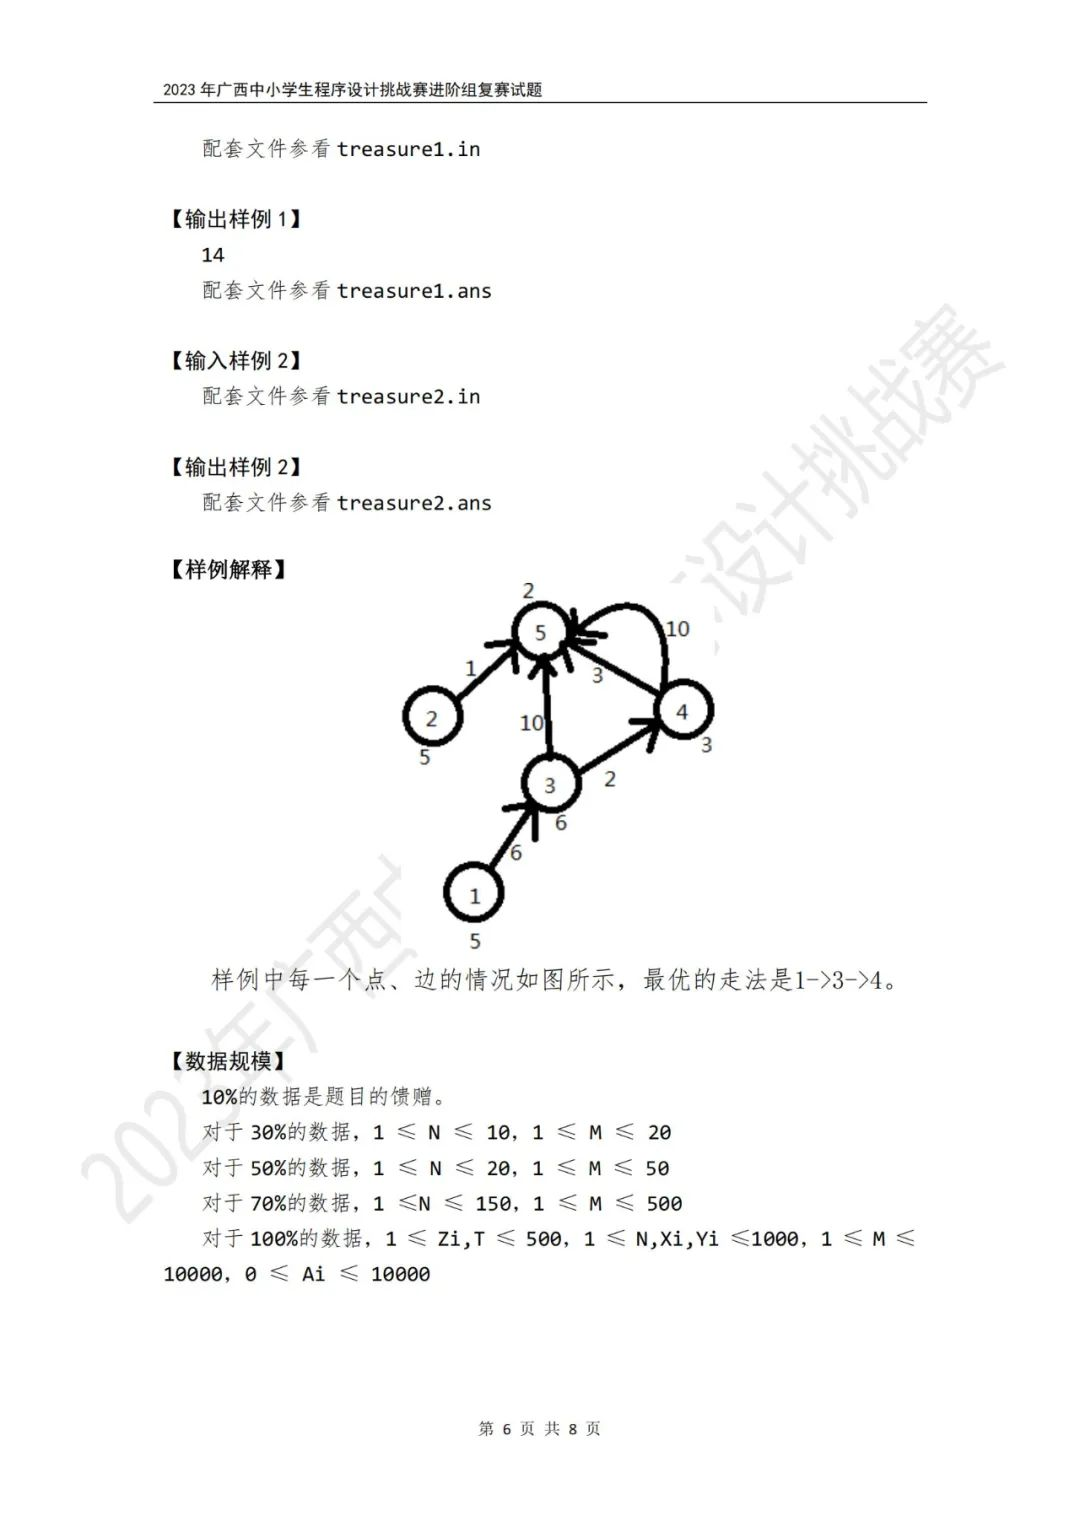 2023 年广西中小学生程序设计挑战赛进阶组复赛试题
配套文件参看 treasure1.in
【输出样例 1】
14
配套文件参看 treasure1.ans
【输入样例 2】
配套文件参看 treasure2.in
【输出样例 2】
配套文件参看 treasure2.ans
【样例解释】
2
5
10
1
3
2
4
10
5
3
3
2
6
6
1
5
样例中每一个点、边的情况如图所示，最优的走法是1->3->4。
【数据规模】
10%的数据是题目的馈赠。
对于 30%的数据，1 ≤ N ≤ 10，1 ≤ M ≤ 20
对于 50%的数据，1 ≤ N ≤ 20，1 ≤ M ≤ 50
对于 70%的数据，1 ≤N ≤ 150，1 ≤ M ≤ 500
对于 100%的数据，1 ≤ Zi,T ≤ 500，1 ≤ N,Xi,Yi ≤1000，1 ≤ M ≤
10000，0 ≤ Ai ≤ 10000
第 6 页 共 8 页
2023年广西
设计挑战赛